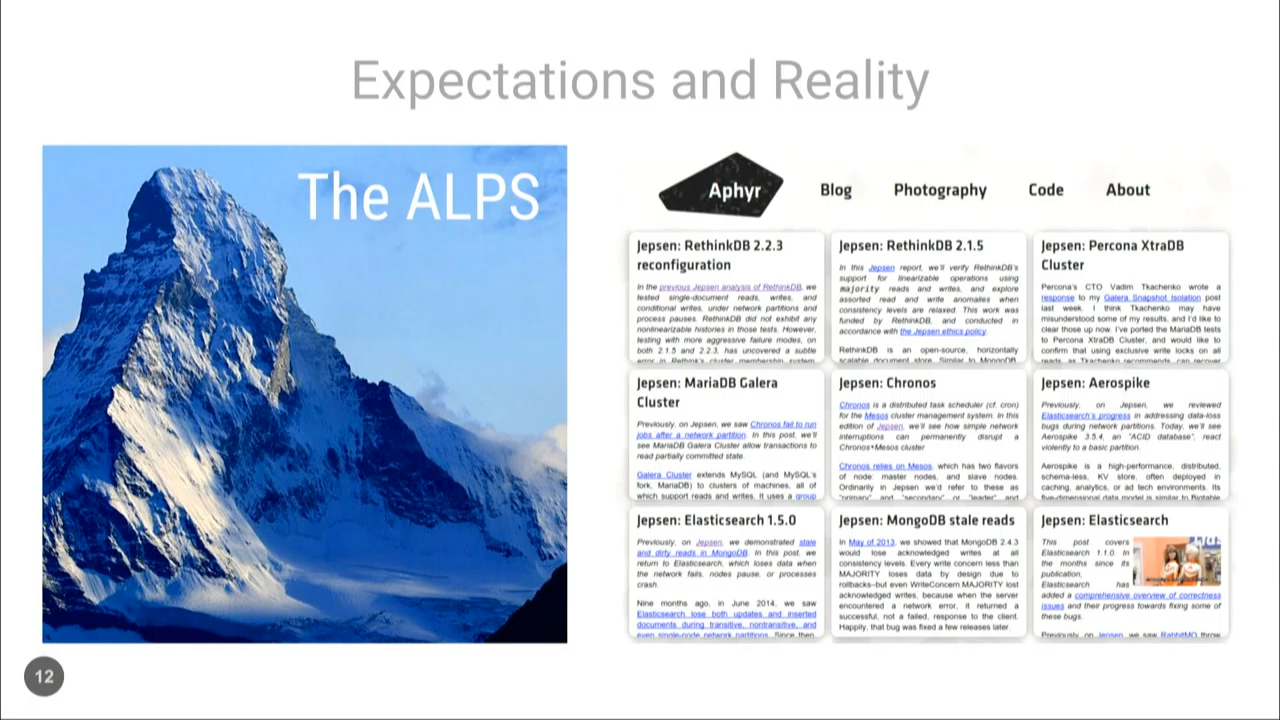 Expectations and Reality
The ALPS
Aphyr
Blog
Photography
Code
About
Jepsen: RethinkDB 2.2.3
reconfiguration
In the previous Jepsen analysis of RethinkDB, we
tested single-document reads, writes, and
conditional writes, under network partitions and
process pauses. RethinkDB did not exhibit any
nonlinearizable histories in those tests. However,
testing with more aggressive failure modes, on
both 2.1.5 and 2.2.3, has uncovered a subtle
error in Rethink's cluster membership system.
Jepsen: RethinkDB 2.1.5
In this Jepsen report, we'll verify RethinkDB's
support for linearizable operations using
majority reads and writes, and explore
assorted read and write anomalies when
consistency levels are relaxed. This work was
funded by RethinkDB, and conducted in
accordance with the Jepsen ethics policy.
RethinkDB is an open-source, horizontally
scalable document store. Similar to MongoDB,
Jepsen: Percona XtraDB
Cluster
Percona's CTO Vadim Tkachenko wrote a
response to my Galera Snapshot Isolation post
last week. I think Tkachenko may have
misunderstood some of my results, and I'd like to
clear those up now. I've ported the MariaDB tests
to Percona XtraDB Cluster, and would like to
confirm that using exclusive write locks on all
reads, as Tkachenko recommends, can recover
Jepsen: MariaDB Galera
Cluster
Previously, on Jepsen, we saw Chronos fail to run
jobs after a network partition. In this post, we'll
see MariaDB Galera Cluster allow transactions to
read partially committed state.
Galera Cluster extends MySQL (and MySQL's
fork, MariaDB) to clusters of machines, all of
which support reads and writes. It uses a group
Jepsen: Chronos
Chronos is a distributed task scheduler (cf. cron)
for the Mesos cluster management system. In this
edition of Jepsen, we'll see how simple network
interruptions can permanently disrupt a
Chronos+Mesos cluster
Chronos relies on Mesos, which has two flavors
of node: master nodes, and slave nodes.
Ordinarily in Jepsen we'd refer to these as
"primary" and "secondary" or "leader" and
Jepsen: Aerospike
Previously, on Jepsen, we reviewed
Elasticsearch's progress in addressing data-loss
bugs during network partitions. Today, we'll see
Aerospike 3.5.4, an "ACID database", react
violently to a basic partition.
Aerospike is a high-performance, distributed,
schema-less, KV store, often deployed in
caching, analytics, or ad tech environments. Its
five-dimensional data model is similar to Bigtable
Jepsen: Elasticsearch 1.5.0
Previously, on Jepsen, we demonstrated stale
and dirty reads in MongoDB. In this post, we
return to Elasticsearch, which loses data when
the network fails, nodes pause, or processes
crash
Nine months ago, in June 2014, we saw
Elasticsearch lose both updates and inserted
documents during transitive, nontransitive, and
even single-node network partitions. Since then,
Jepsen: MongoDB stale reads
In May of 2013, we showed that MongoDB 2.4.3
would lose acknowledged writes at all
consistency levels. Every write concern less than
MAJORITY loses data by design due to
rollbacks–but even WriteConcern.MAJORITY lost
acknowledged writes, because when the server
encountered a network error, it returned a
successful, not a failed, response to the client.
Happily, that bug was fixed a few releases later.
Jepsen: Elasticsearch
This post covers
Elasticsearch 1.1.0. In
the months since its
publication,
Elasticsearch has
added a comprehensive overview of correctness
issues and their progress towards fixing some of
these bugs.
Previously, on Jepsen, we saw RabbitMQ throw
12